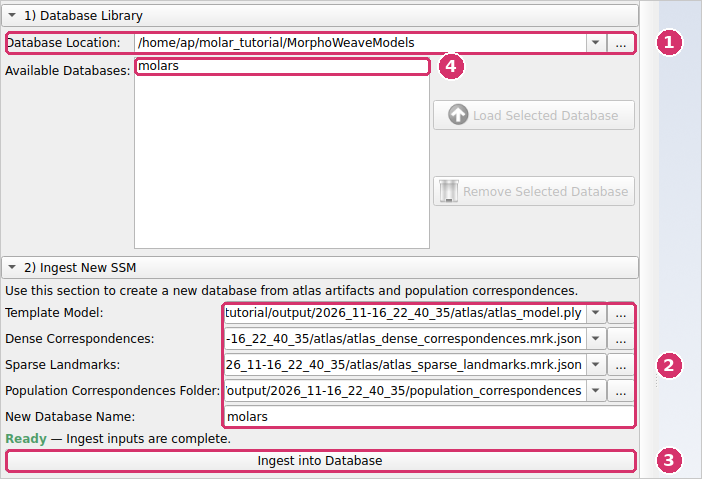 1) Database Library
Database Location: /home/ap/molar_tutorial/MorphoWeaveModels ... 1
Available Databases: molars 4
Load Selected Database
Remove Selected Database
2) Ingest New SSM
Use this section to create a new database from atlas artifacts and population correspondences.
Template Model: tutorial/output/2026_11-16_22_40_35/atlas/atlas_model.ply ...
Dense Correspondences: -16_22_40_35/atlas/atlas_dense_correspondences.mrk.json ...
Sparse Landmarks: 26_11-16_22_40_35/atlas/atlas_sparse_landmarks.mrk.json ... 2
Population Correspondences Folder: /output/2026_11-16_22_40_35/population_correspondences ...
New Database Name: molars
Ready — Ingest inputs are complete.
Ingest into Database 3